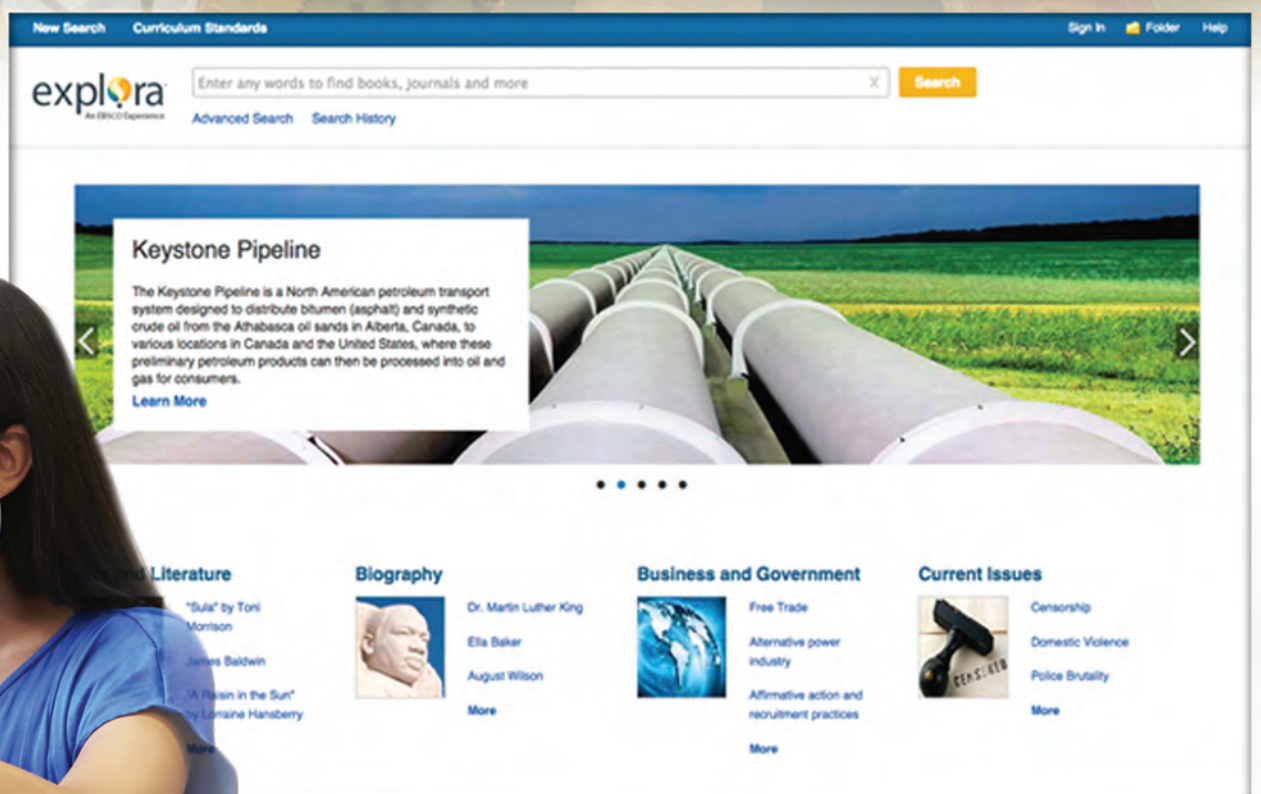 New Search Curriculum Standards Sign In Folder Help
explora
An EBSCO Experience
Enter any words to find books, journals and more X Search
Advanced Search Search History
Keystone Pipeline
The Keystone Pipeline is a North American petroleum transport
system designed to distribute bitumen (asphalt) and synthetic
crude oil from the Athabasca oil sands in Alberta, Canada, to
various locations in Canada and the United States, where these
preliminary petroleum products can then be processed into oil and
gas for consumers.
Learn More
Literature
"Sula" by Toni
Morrison
James Baldwin
"A Raisin in the Sun"
by Lorraine Hansberry
More
Biography
Dr. Martin Luther King
Ella Baker
August Wilson
More
Business and Government
Free Trade
Alternative power
industry
Affirmative action and
recruitment practices
More
Current Issues
CENSORED
Censorship
Domestic Violence
Police Brutality
More